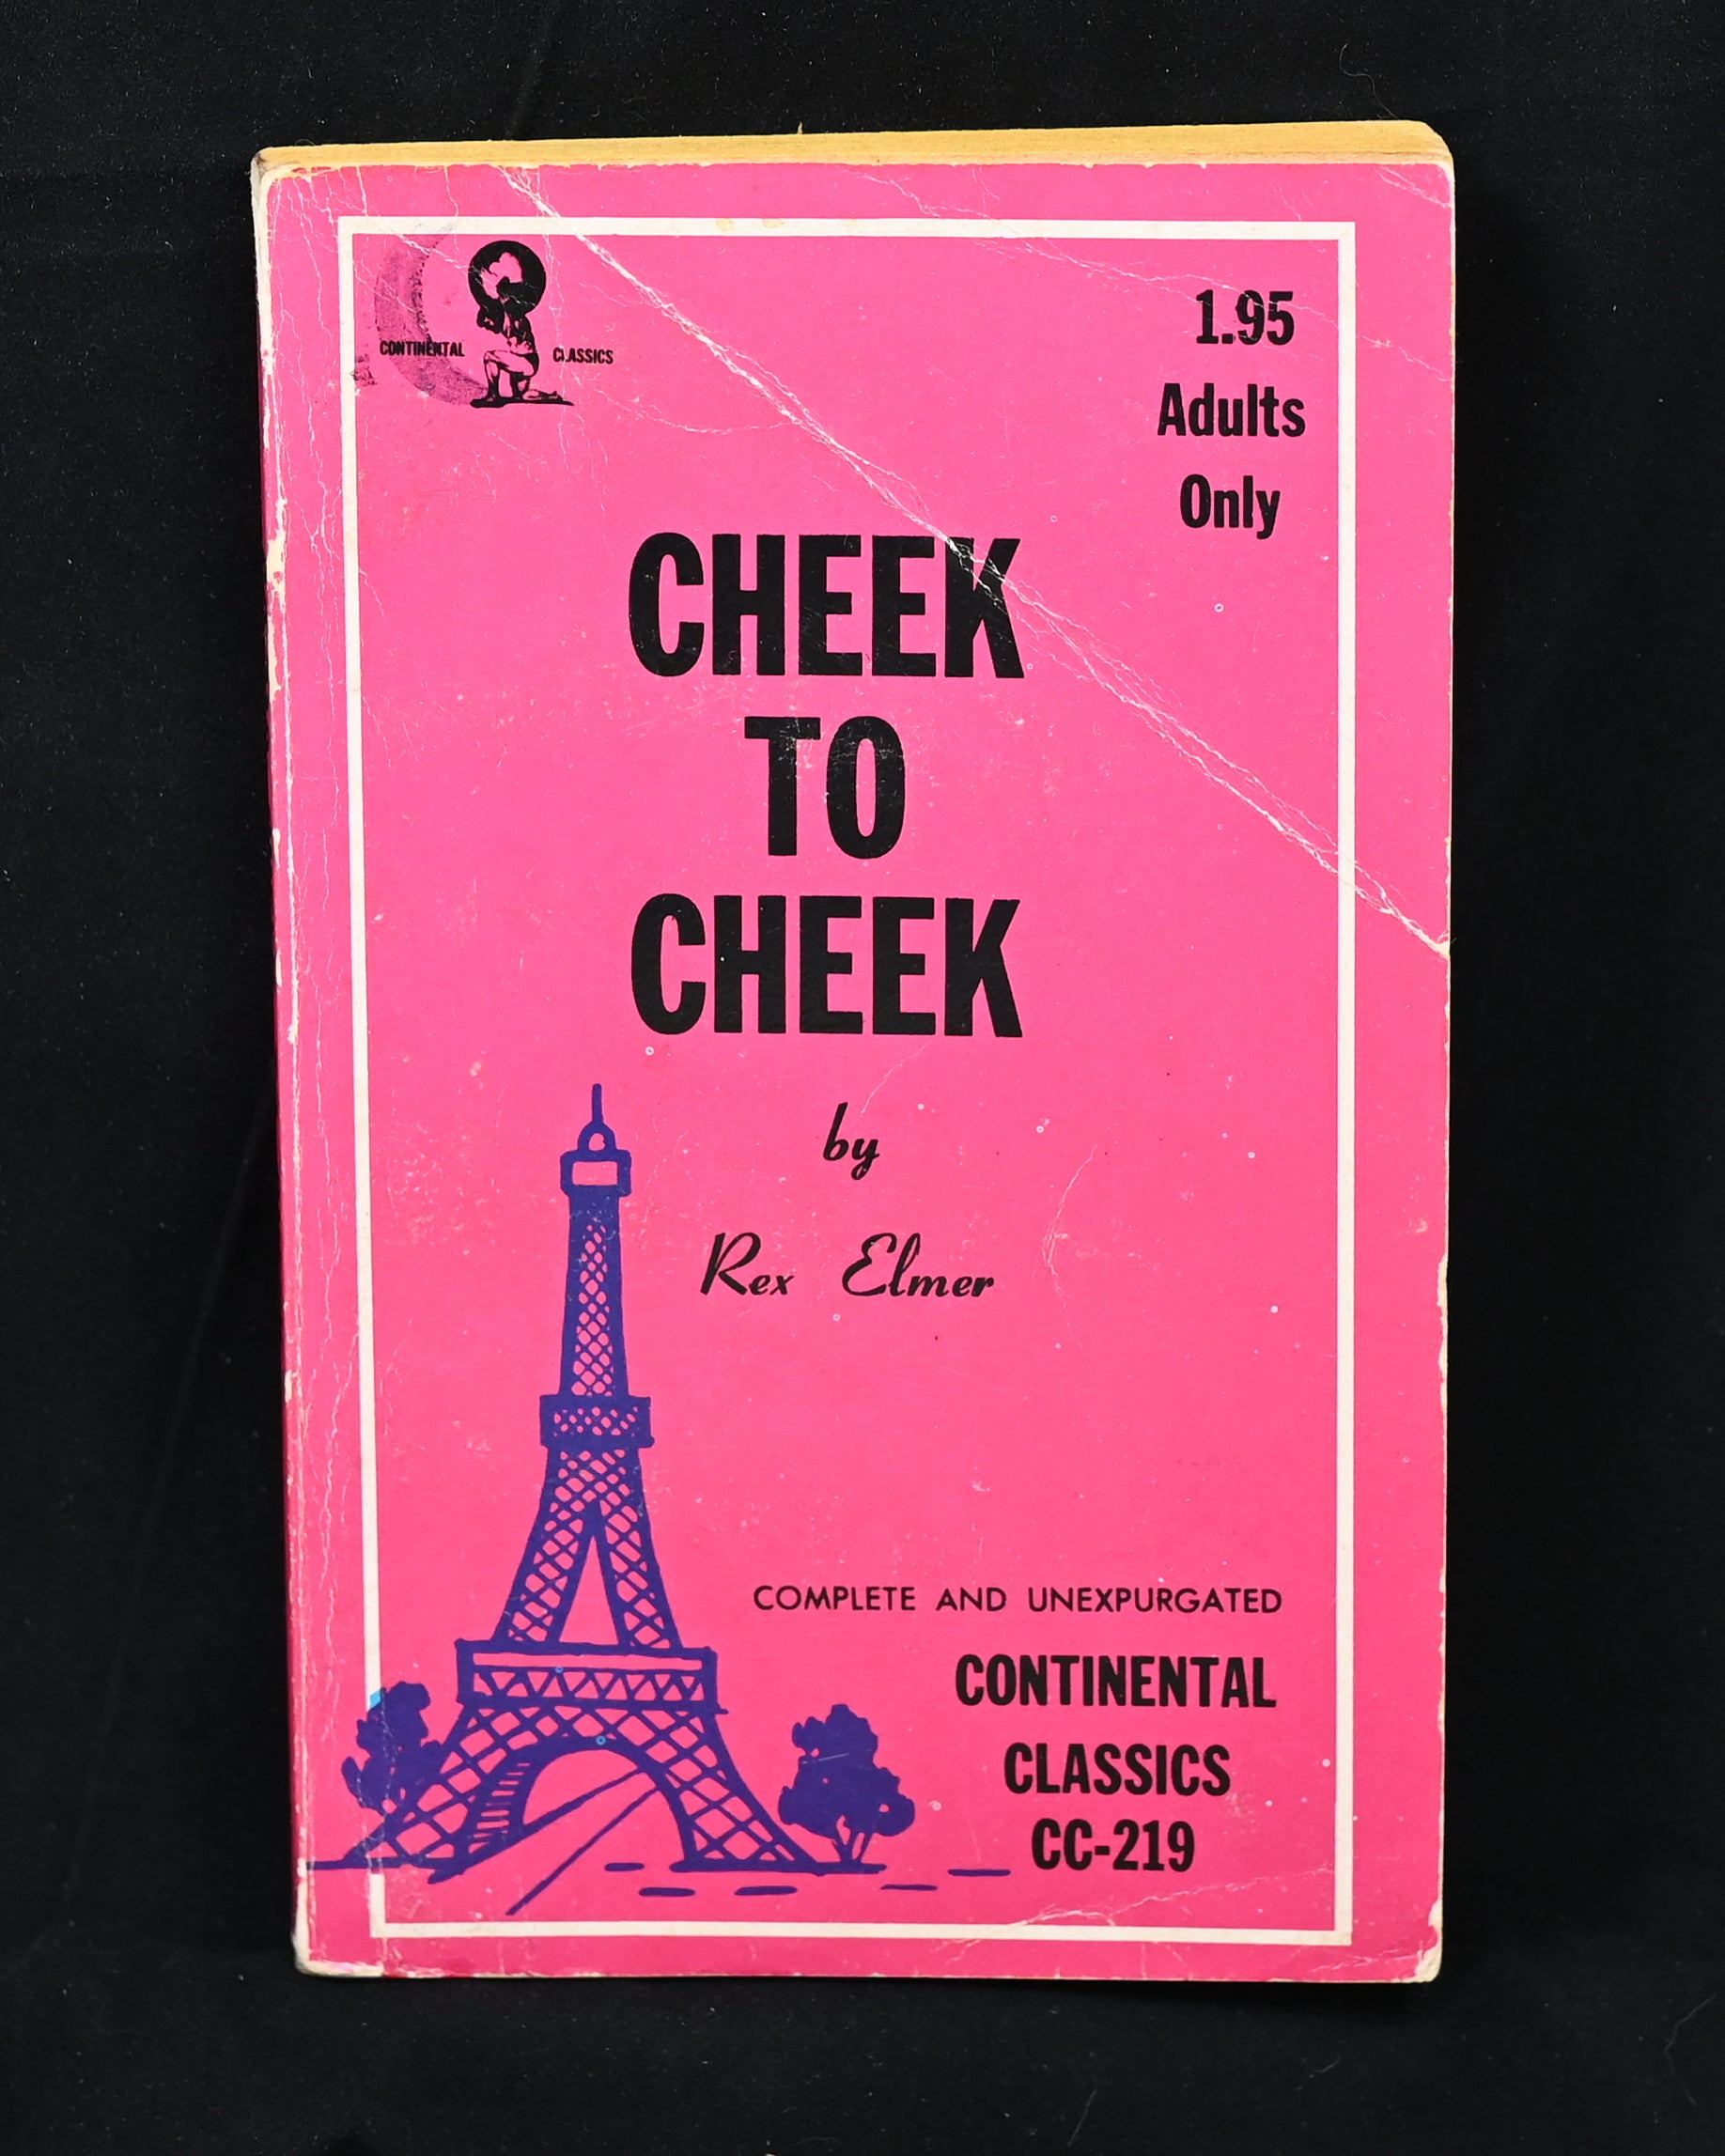 CONTINENTAL CLASSICS
1.95
Adults
Only
CHEEK
TO
CHEEK
by
Rex Elmer
COMPLETE AND UNEXPURGATED
CONTINENTAL
CLASSICS
CC-219